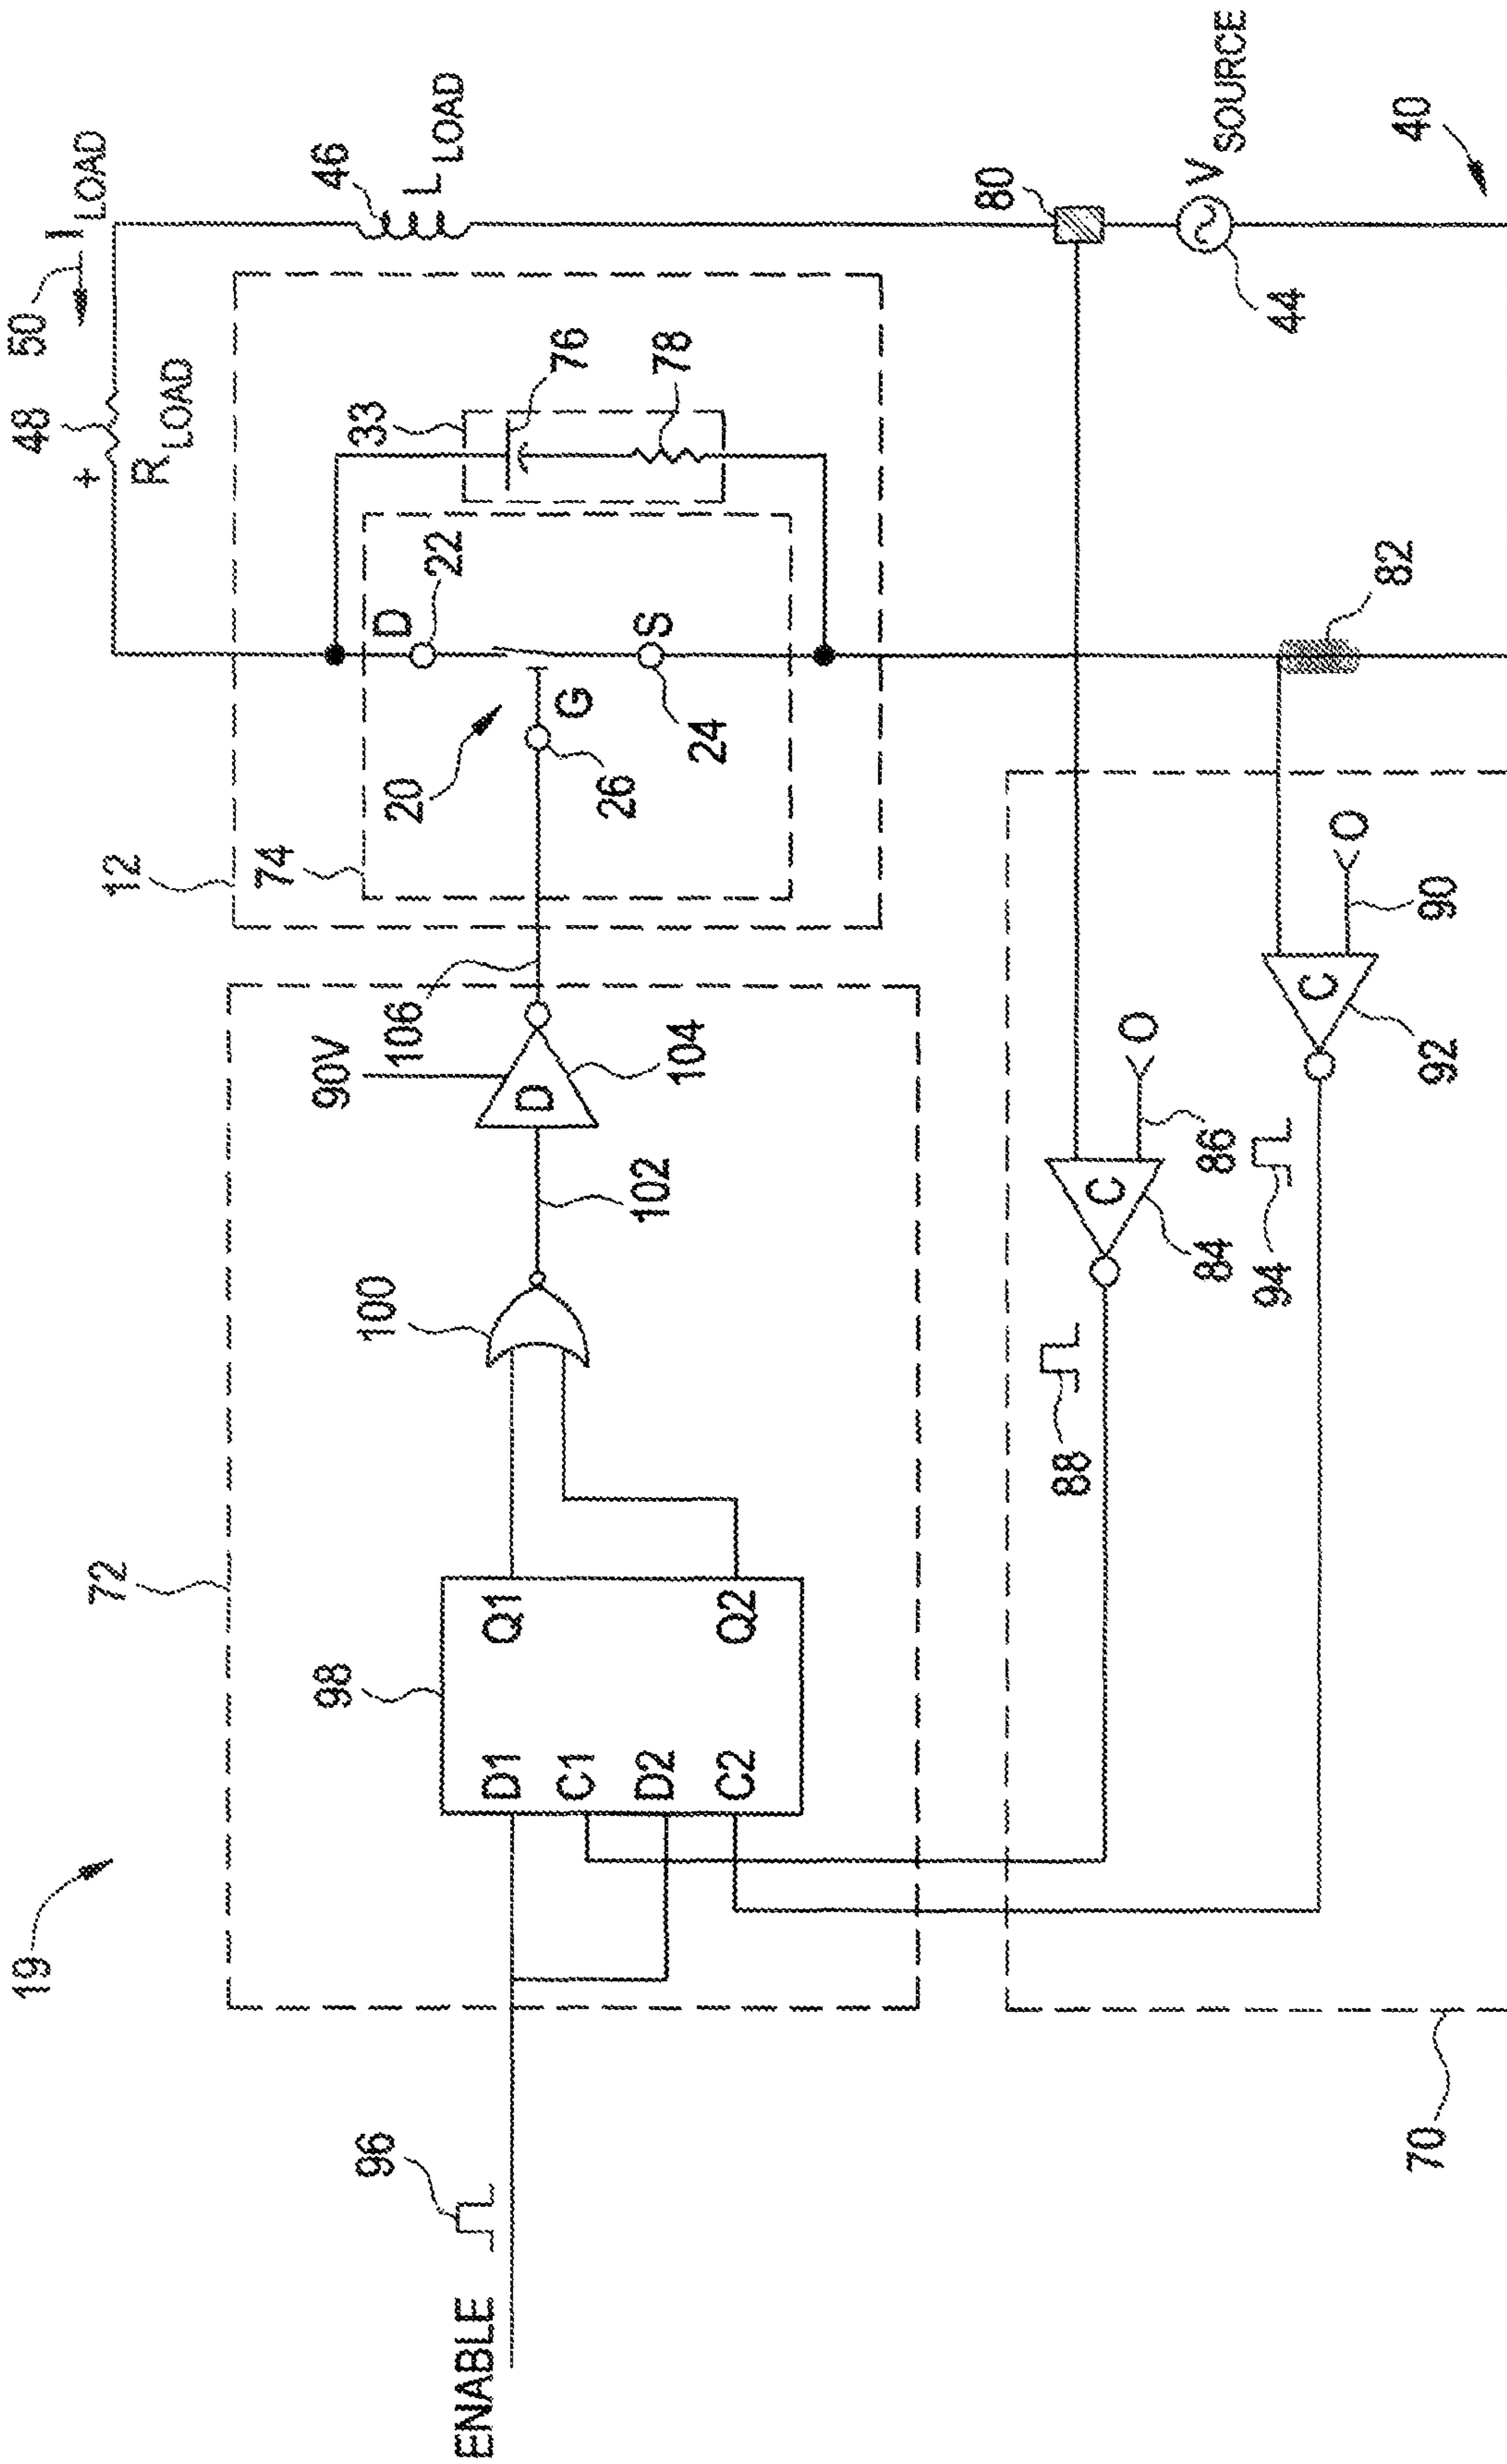 19
ENABLE
96
72
98
D1
C1
D2
C2
Q1
Q2
100
102
90V
D
104
106
12
74
20
26
G
D
22
S
24
33
76
78
48
+
R LOAD
50
I LOAD
46
L LOAD
80
V SOURCE
44
40
82
70
88
C
84
86
O
94
C
92
90
O